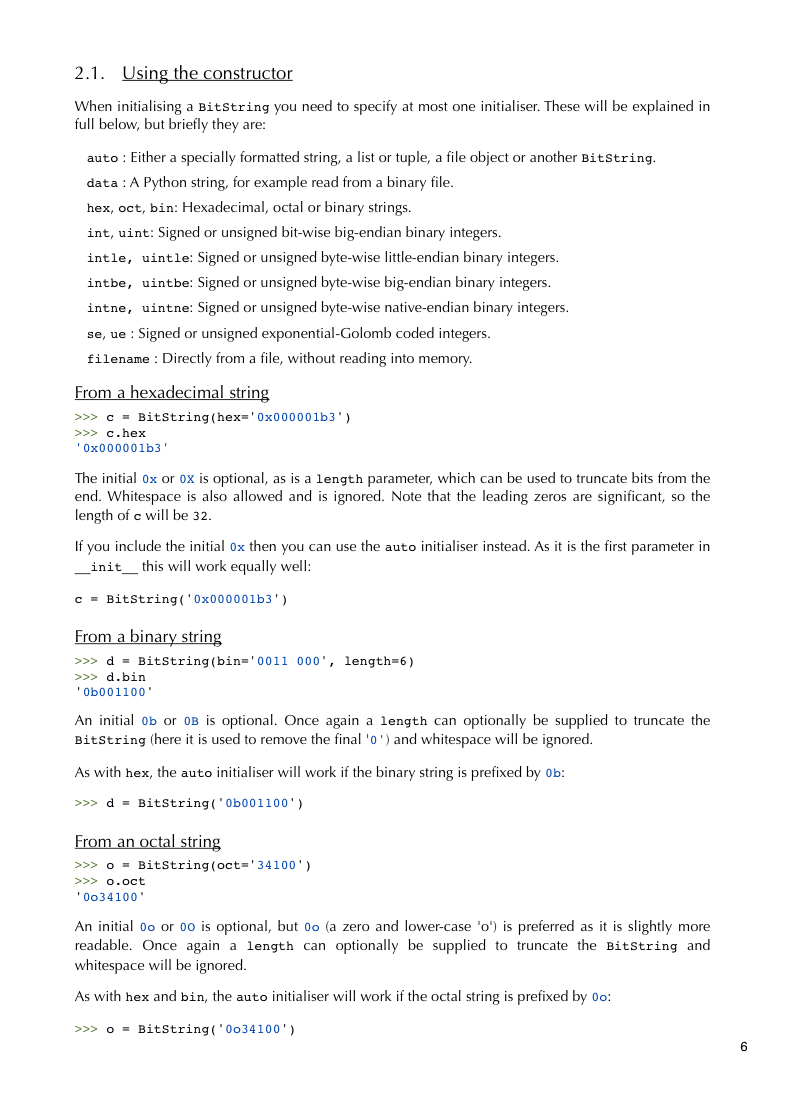 2.1. Using the constructor
When initialising a BitString you need to specify at most one initialiser. These will be explained in
full below, but briefly they are:
auto : Either a specially formatted string, a list or tuple, a file object or another BitString.
data : A Python string, for example read from a binary file.
hex, oct, bin: Hexadecimal, octal or binary strings.
int, uint: Signed or unsigned bit-wise big-endian binary integers.
intle, uintle: Signed or unsigned byte-wise little-endian binary integers.
intbe, uintbe: Signed or unsigned byte-wise big-endian binary integers.
intne, uintne: Signed or unsigned byte-wise native-endian binary integers.
se, ue : Signed or unsigned exponential-Golomb coded integers.
filename : Directly from a file, without reading into memory.
From a hexadecimal string
>>> c = BitString(hex='0x000001b3')
>>> c.hex
'0x000001b3'
The initial 0x or 0X is optional, as is a length parameter, which can be used to truncate bits from the
end. Whitespace is also allowed and is ignored. Note that the leading zeros are significant, so the
length of c will be 32.
If you include the initial 0x then you can use the auto initialiser instead. As it is the first parameter in
__init__ this will work equally well:
c = BitString('0x000001b3')
From a binary string
>>> d = BitString(bin='0011 000', length=6)
>>> d.bin
'0b001100'
An initial 0b or 0B is optional. Once again a length can optionally be supplied to truncate the
BitString (here it is used to remove the final '0') and whitespace will be ignored.
As with hex, the auto initialiser will work if the binary string is prefixed by 0b:
>>> d = BitString('0b001100')
From an octal string
>>> o = BitString(oct='34100')
>>> o.oct
'0o34100'
An initial 0o or 0O is optional, but 0o (a zero and lower-case 'o') is preferred as it is slightly more
readable. Once again a length can optionally be supplied to truncate the BitString and
whitespace will be ignored.
As with hex and bin, the auto initialiser will work if the octal string is prefixed by 0o:
>>> o = BitString('0o34100')
6